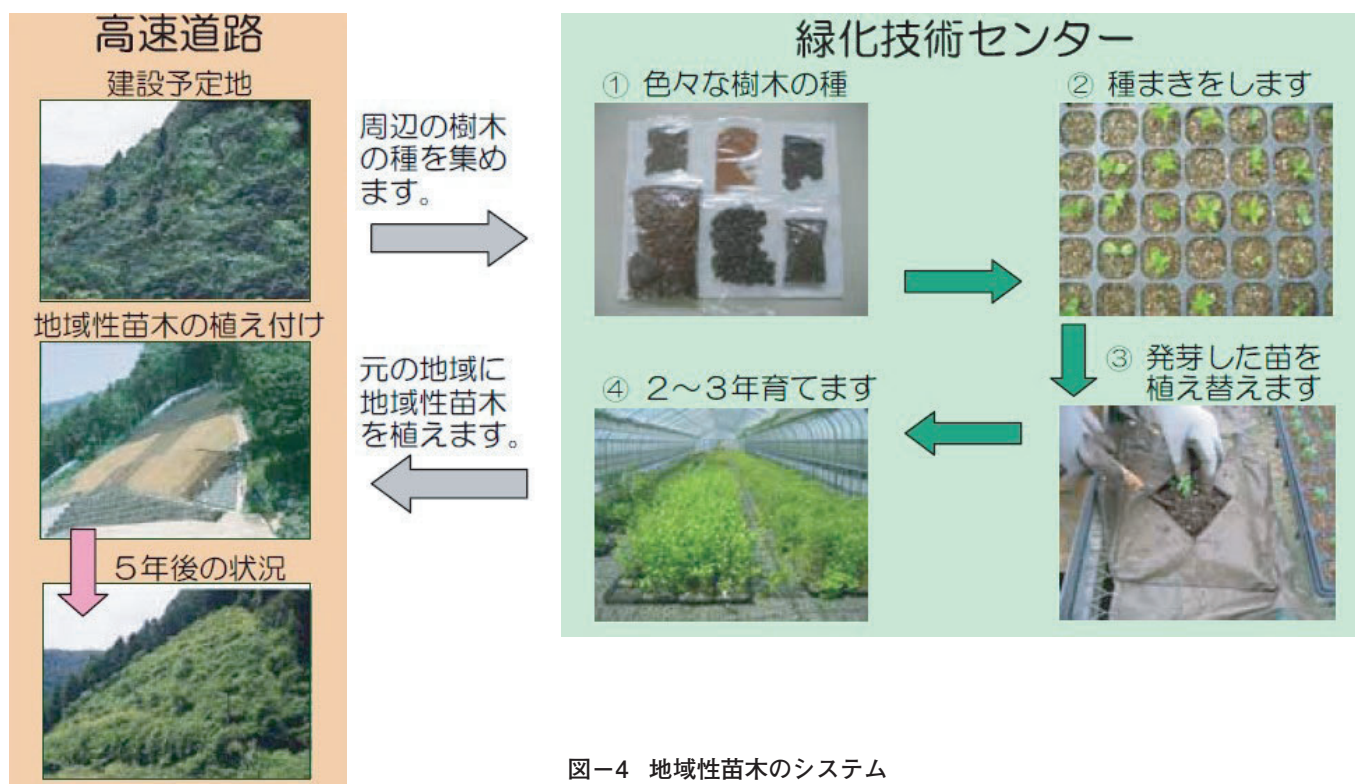 高速道路
建設予定地
周辺の樹木
の種を集め
ます。
地域性苗木の植え付け
元の地域に
地域性苗木
を植えます。
5年後の状況
緑化技術センター
① 色々な樹木の種
② 種まきをします
③ 発芽した苗を
植え替えます
④ 2~3年育てます
図-4 地域性苗木のシステム